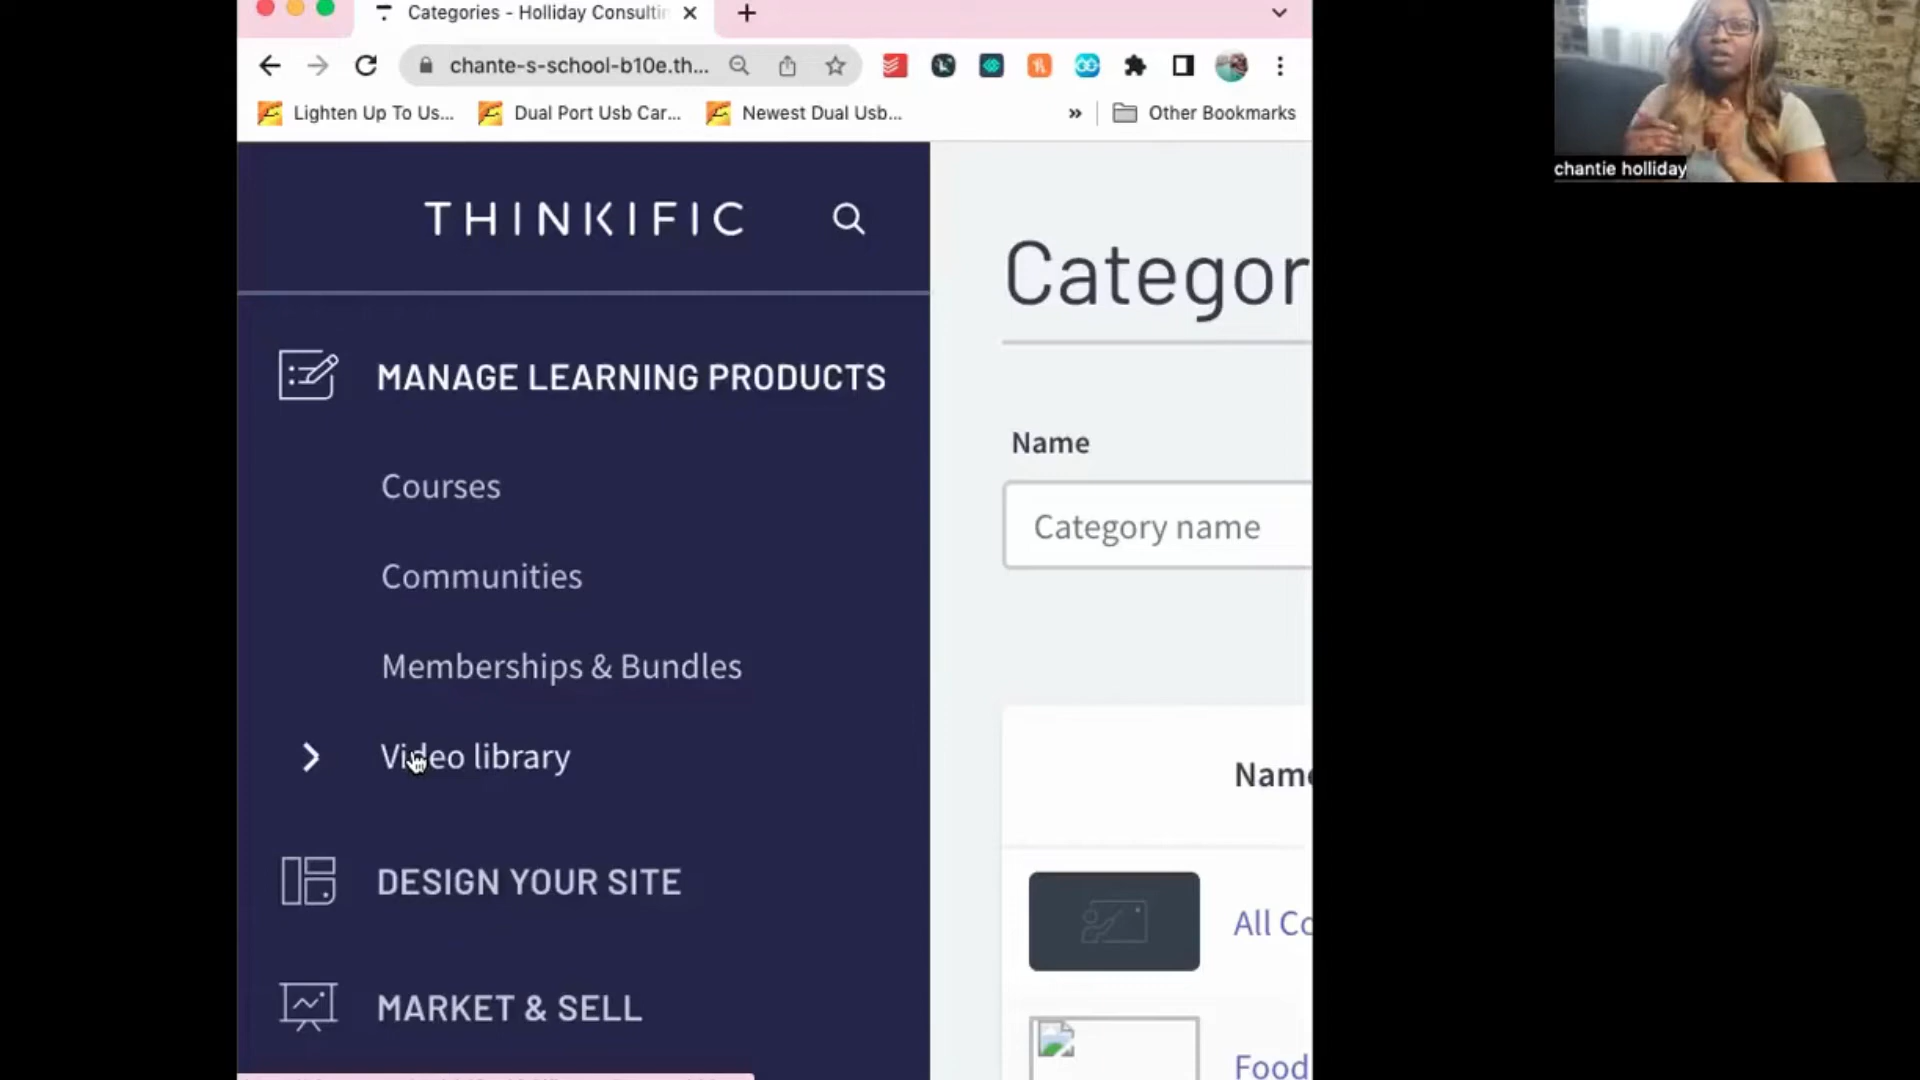 Categories - Holliday Consultin
chante-s-school-b10e.th...
Lighten Up To Us...
Dual Port Usb Car...
Newest Dual Usb...
»
Other Bookmarks
chantie holliday
THINKIFIC
Categor
MANAGE LEARNING PRODUCTS
Name
Courses
Category name
Communities
Memberships & Bundles
Video library
Name
DESIGN YOUR SITE
All Co
MARKET & SELL
Food